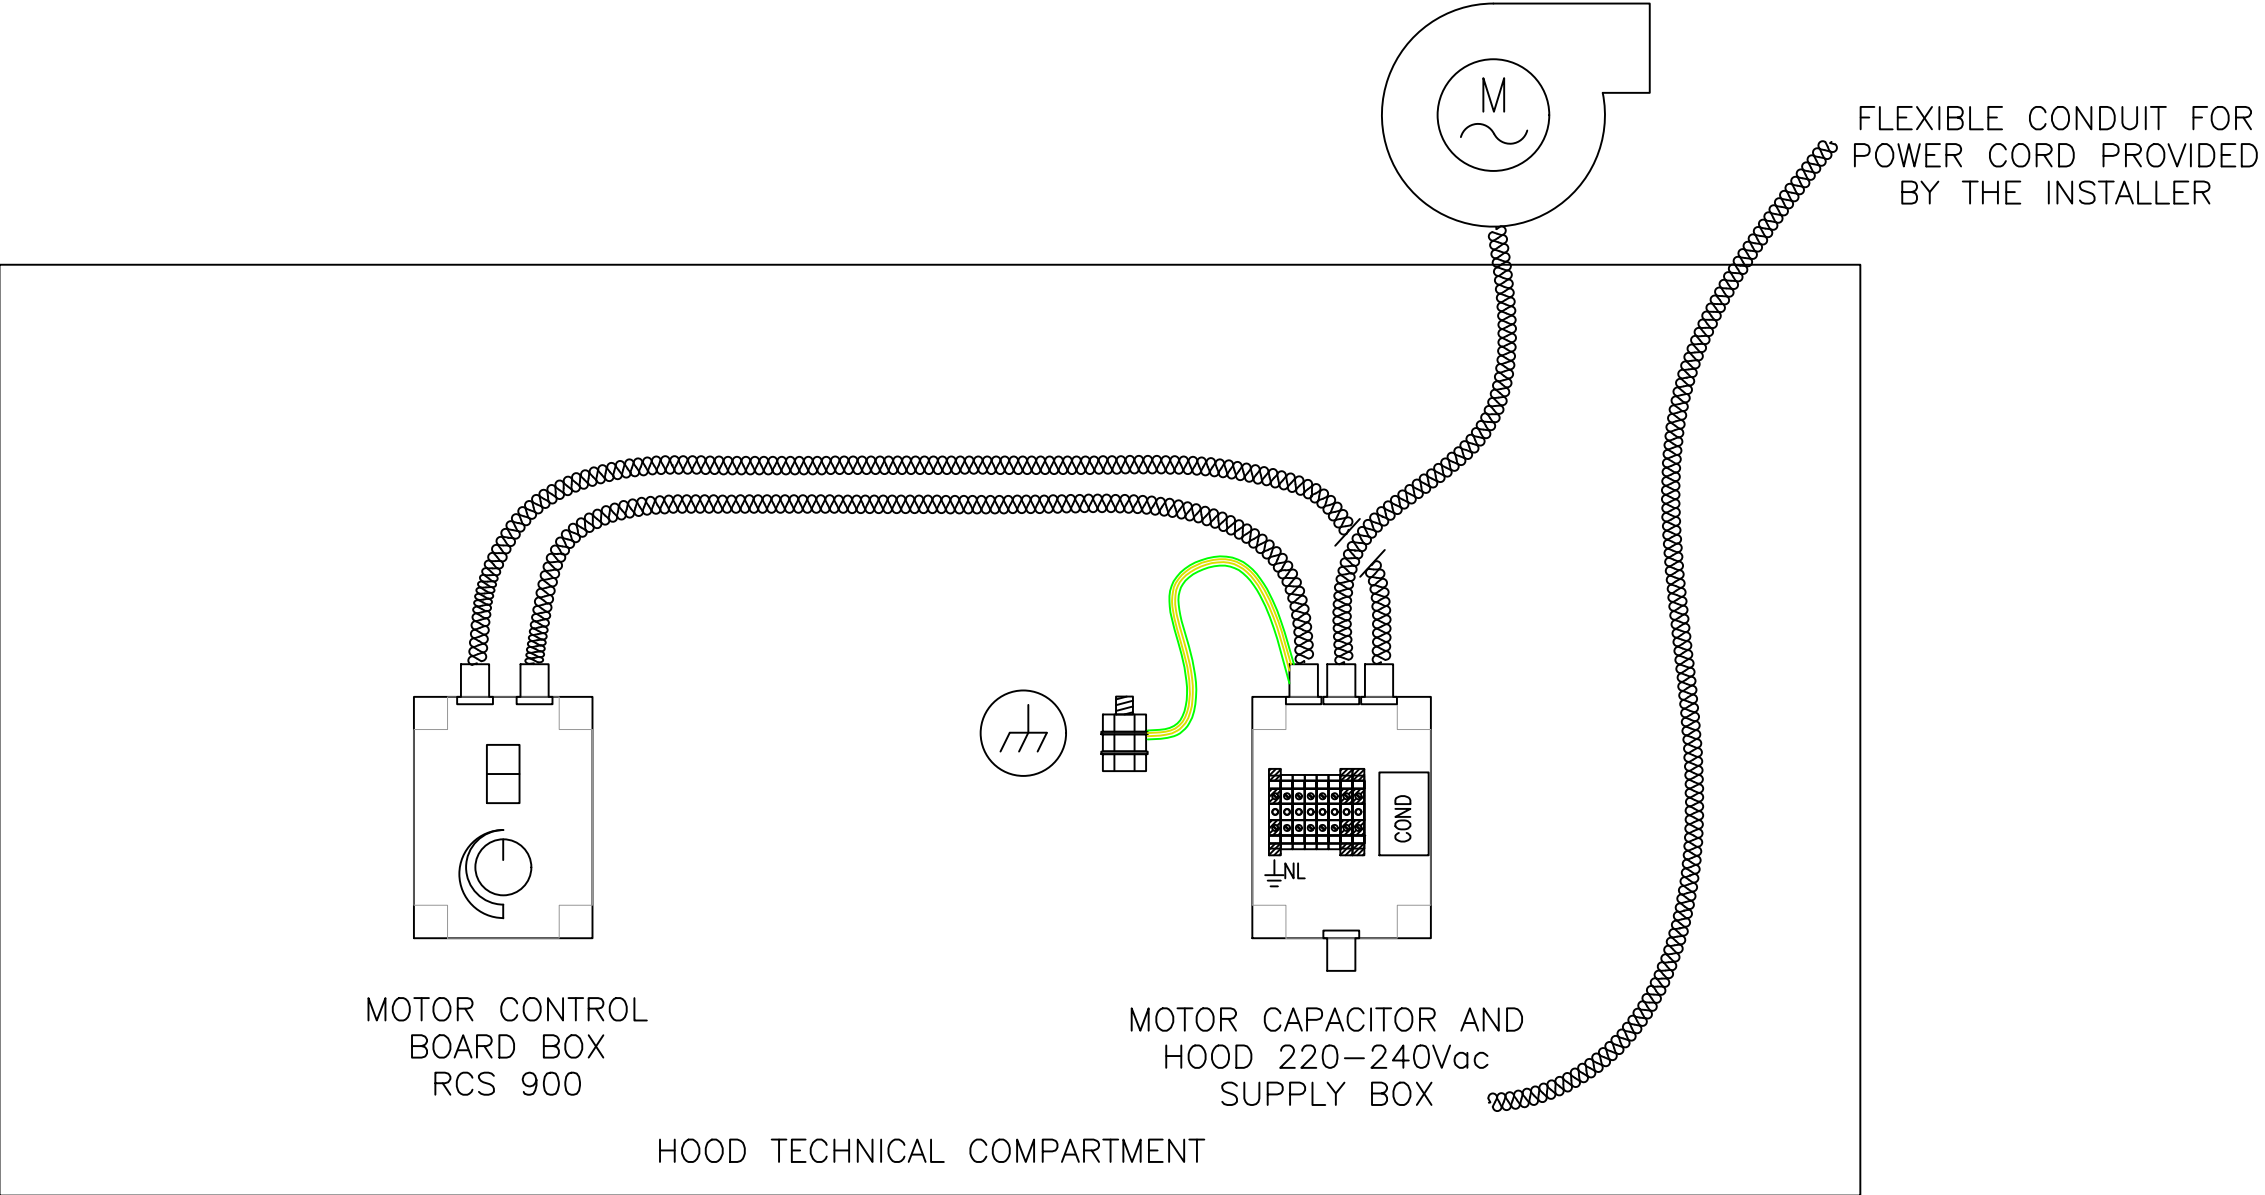 M
FLEXIBLE CONDUIT FOR
POWER CORD PROVIDED
BY THE INSTALLER
COND
NL
MOTOR CONTROL
BOARD BOX
RCS 900
MOTOR CAPACITOR AND
HOOD 220-240Vac
SUPPLY BOX
HOOD TECHNICAL COMPARTMENT